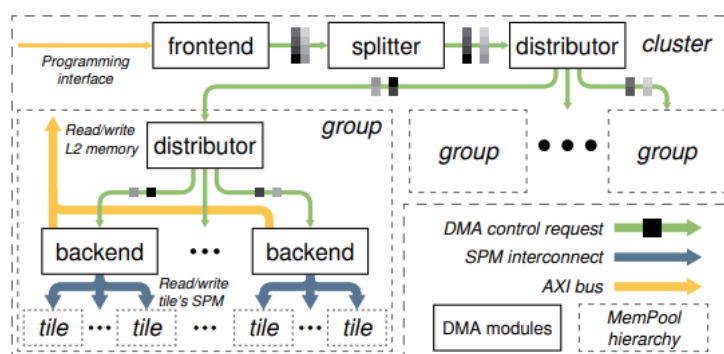 frontend
splitter
distributor
cluster
Programming
interface
Read/write
L2 memory
distributor
group
group
•••
group
backend
•••
backend
Read/write
tile's SPM
tile ••• tile ••• tile ••• tile
DMA control request
SPM interconnect
AXI bus
DMA modules
MemPool
hierarchy